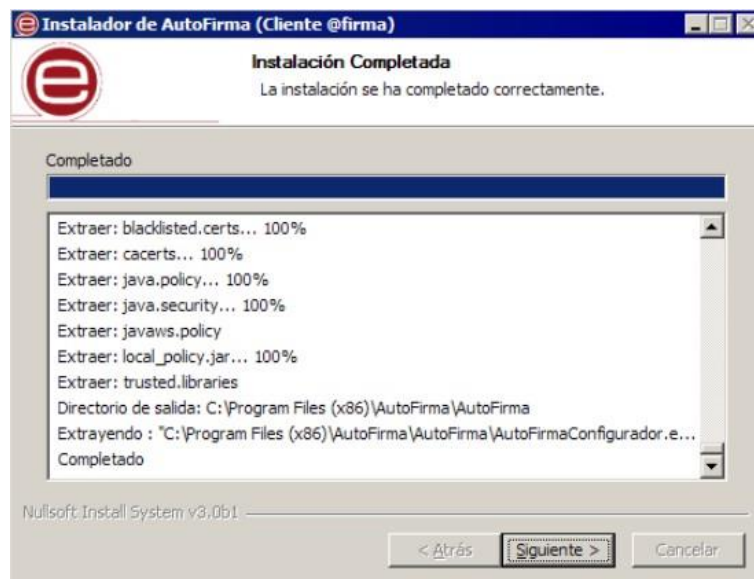 Instalador de AutoFirma (Cliente @firma)
Instalación Completada
La instalación se ha completado correctamente.
Completado
Extraer: blacklisted.certs... 100%
Extraer: cacerts... 100%
Extraer: java.policy... 100%
Extraer: java.security... 100%
Extraer: javaws.policy
Extraer: local_policy.jar... 100%
Extraer: trusted.libraries
Directorio de salida: C:\Program Files (x86)\AutoFirma\AutoFirma
Extrayendo : "C:\Program Files (x86)\AutoFirma\AutoFirma\AutoFirmaConfigurador.e...
Completado
Nullsoft Install System v3.0b1
< Atrás Siguiente > Cancelar